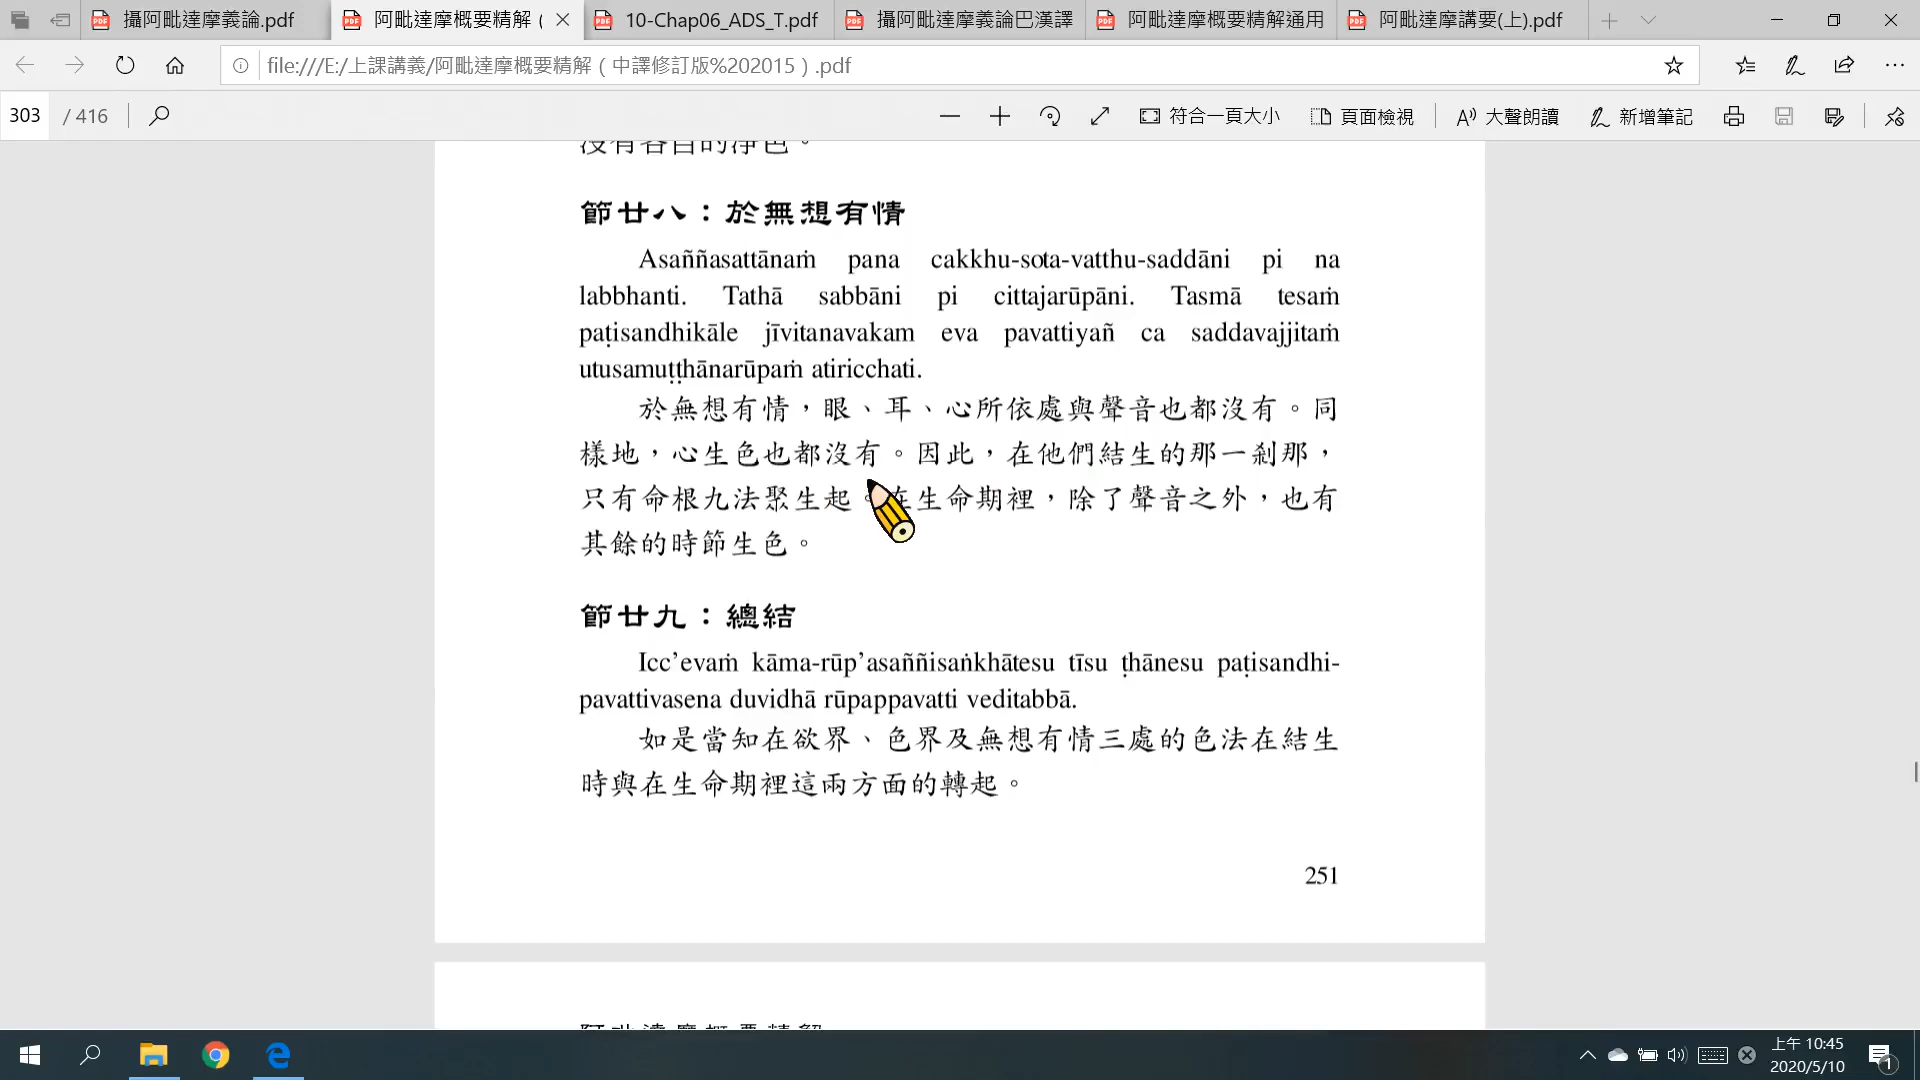 攝阿毗達摩義論.pdf
阿毗達摩概要精解 (
10-Chap06_ADS_T.pdf
攝阿毗達摩義論巴漢譯
阿毗達摩概要精解通用
阿毗達摩講要(上).pdf
file:///E:/上課講義/阿毗達摩概要精解 ( 中譯修訂版%202015 ) .pdf
303 / 416
符合一頁大小
頁面檢視
大聲朗讀
新增筆記
節廿八：於無想有情
Asaññasattānaṁ pana cakkhu-sota-vatthu-saddāni pi na
labbhanti. Tathā sabbāni pi cittajarūpāni. Tasmā tesaṁ
paṭisandhikāle jīvitanavakam eva pavattiyañ ca saddavajjitaṁ
utusamuṭṭhānarūpaṁ atiricchati.
於無想有情，眼、耳、心所依處與聲音也都沒有。同
樣地，心生色也都沒有。因此，在他們結生的那一剎那，
只有命根九法聚生起。在生命期裡，除了聲音之外，也有
其餘的時節生色。
節廿九：總結
Icc’evaṁ kāma-rūp’asaññisaṅkhātesu tīsu ṭhānesu paṭisandhi-
pavattivasena duvidhā rūpappavatti veditabbā.
如是當知在欲界、色界及無想有情三處的色法在結生
時與在生命期裡這兩方面的轉起。
251
上午 10:45
2020/5/10
1